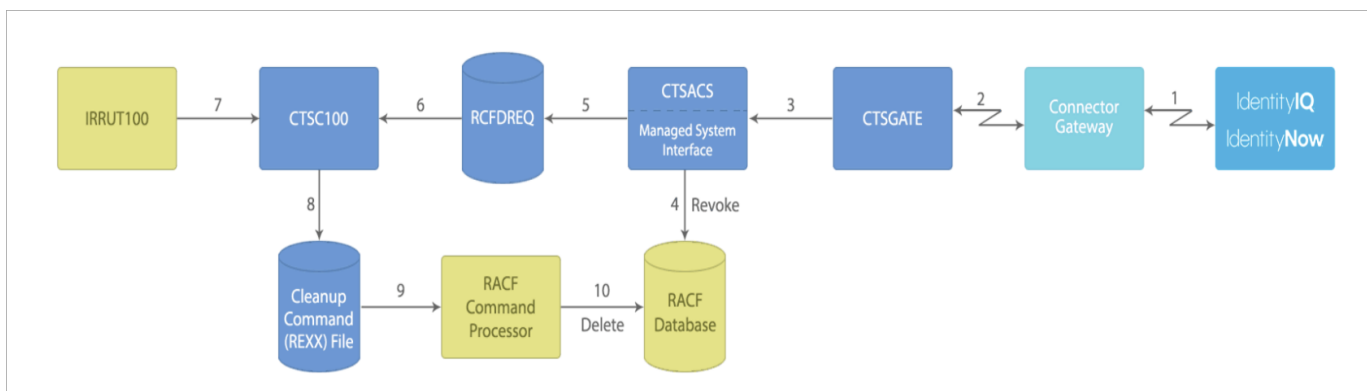 IRRUT100
7
CTSC100
6
RCFDREQ
5
CTSACS
Managed System
Interface
3
CTSGATE
2
Connector
Gateway
1
IdentityIQ
IdentityNow
8
4 Revoke
Cleanup
Command
(REXX) File
9
RACF
Command
Processor
10
Delete
RACF
Database